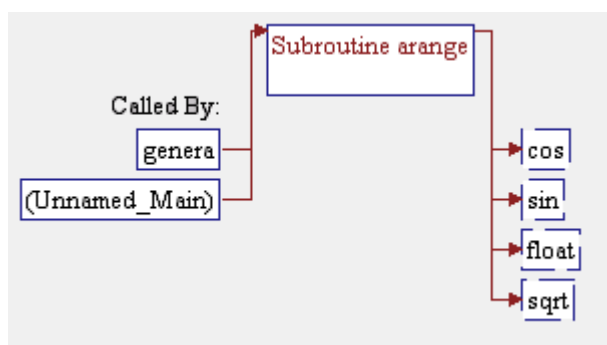 Subroutine arange
Called By:
genera
(Unnamed_Main)
cos
sin
float
sqrt